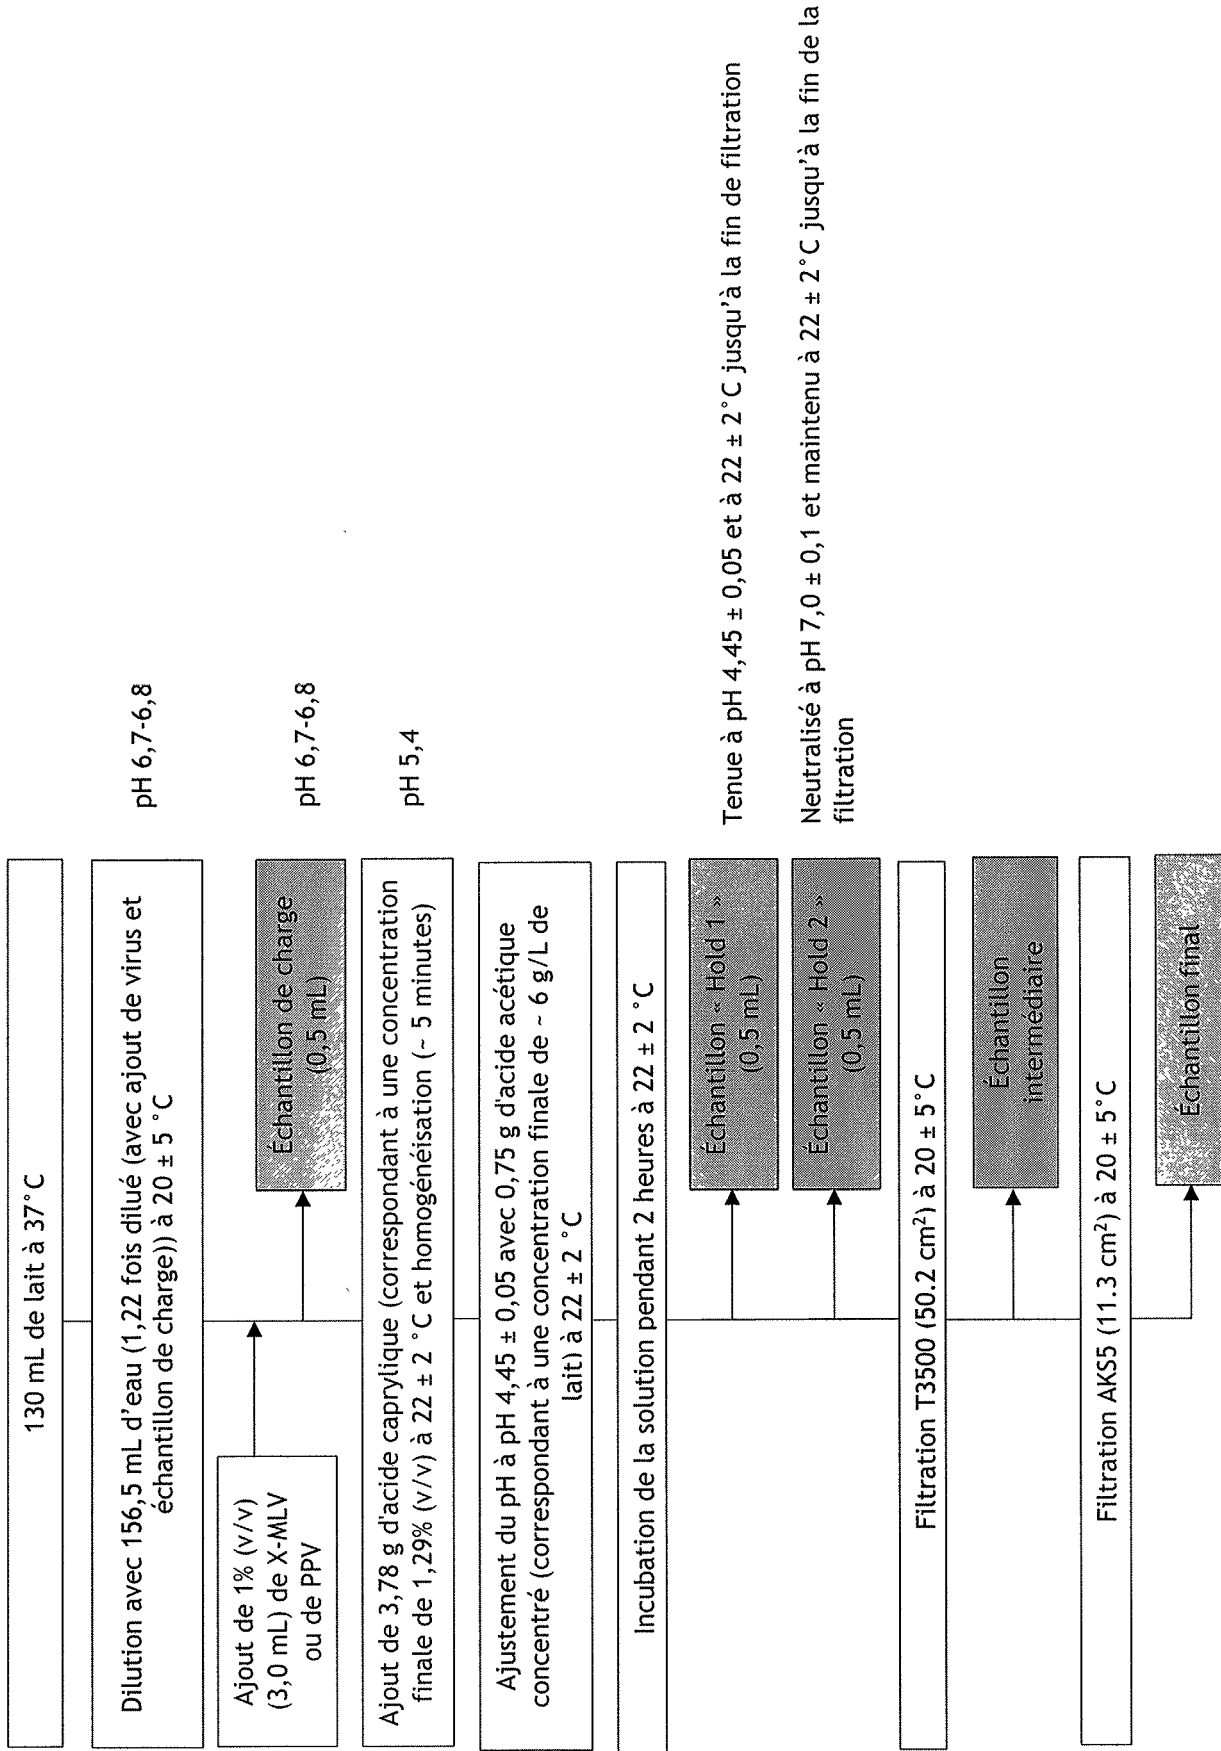 130 mL de lait à 37°C
Dilution avec 156,5 mL d'eau (1,22 fois dilué (avec ajout de virus et
échantillon de charge)) à 20 ± 5 °C
pH 6,7-6,8
Ajout de 1% (v/v)
(3,0 mL) de X-MLV
ou de PPV
Échantillon de charge
(0,5 mL)
pH 6,7-6,8
Ajout de 3,78 g d'acide caprylique (correspondant à une concentration
finale de 1,29% (v/v) à 22 ± 2 °C et homogénéisation (~ 5 minutes)
pH 5,4
Ajustement du pH à pH 4,45 ± 0,05 avec 0,75 g d'acide acétique
concentré (correspondant à une concentration finale de ~ 6 g/L de
lait) à 22 ± 2 °C
Incubation de la solution pendant 2 heures à 22 ± 2 °C
Échantillon « Hold 1 »
(0,5 mL)
Tenue à pH 4,45 ± 0,05 et à 22 ± 2°C jusqu'à la fin de filtration
Échantillon « Hold 2 »
(0,5 mL)
Neutralisé à pH 7,0 ± 0,1 et maintenu à 22 ± 2°C jusqu'à la fin de la
filtration
Filtration T3500 (50.2 cm²) à 20 ± 5°C
Échantillon
intermédiaire
Filtration AKS5 (11.3 cm²) à 20 ± 5°C
Échantillon final